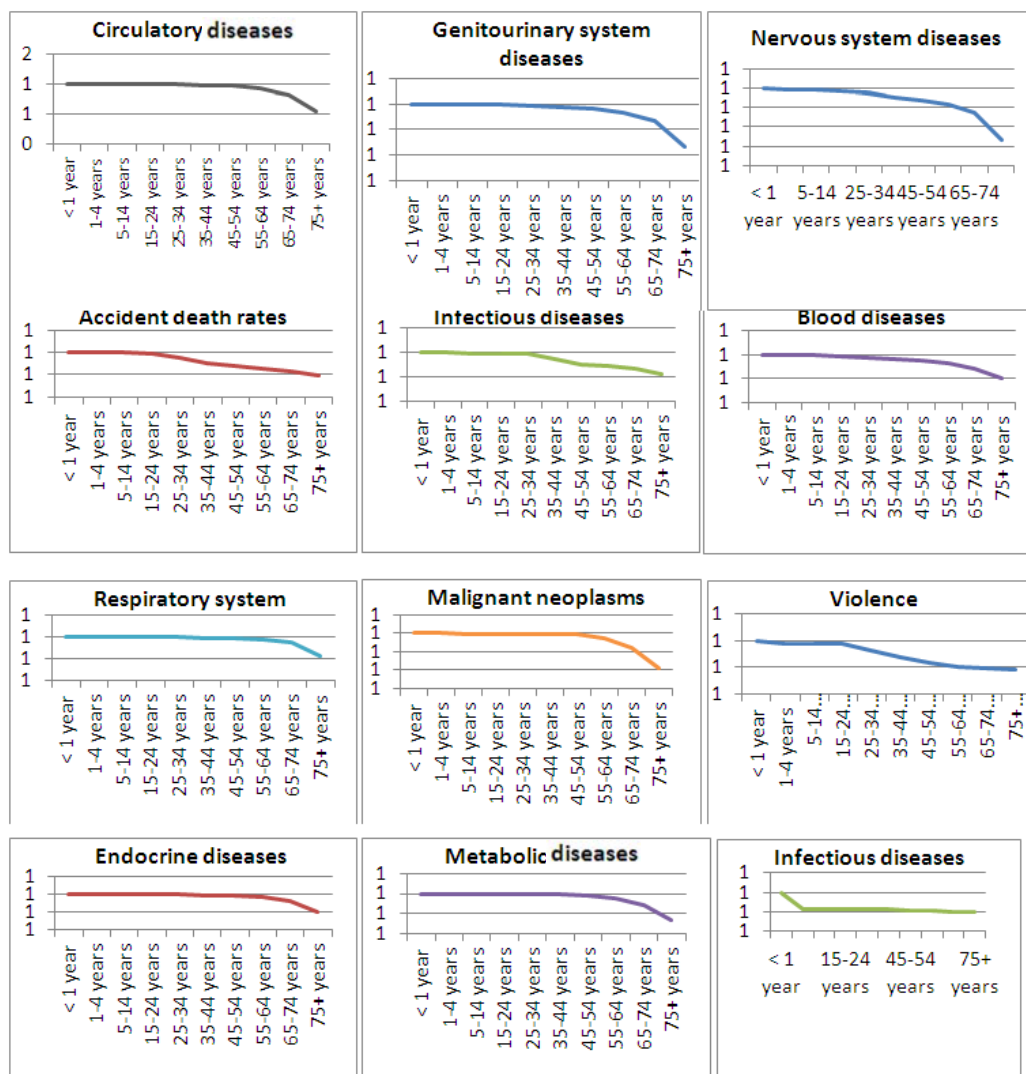 Circulatory diseases
2
1
1
0
< 1 year
1-4 years
5-14 years
15-24 years
25-34 years
35-44 years
45-54 years
55-64 years
65-74 years
75+ years
Genitourinary system
diseases
1
1
1
1
1
< 1 year
1-4 years
5-14 years
15-24 years
25-34 years
35-44 years
45-54 years
55-64 years
65-74 years
75+ years
Nervous system diseases
1
1
1
1
1
1
< 1 5-14 25-34 45-54 65-74
year years years years years
Accident death rates
1
1
1
1
< 1 year
1-4 years
5-14 years
15-24 years
25-34 years
35-44 years
45-54 years
55-64 years
65-74 years
75+ years
Infectious diseases
1
1
1
1
< 1 year
1-4 years
5-14 years
15-24 years
25-34 years
35-44 years
45-54 years
55-64 years
65-74 years
75+ years
Blood diseases
1
1
1
1
< 1 year
1-4 years
5-14 years
15-24 years
25-34 years
35-44 years
45-54 years
55-64 years
65-74 years
75+ years
Respiratory system
1
1
1
1
< 1 year
1-4 years
5-14 years
15-24 years
25-34 years
35-44 years
45-54 years
55-64 years
65-74 years
75+ years
Malignant neoplasms
1
1
1
1
1
< 1 year
1-4 years
5-14 years
15-24 years
25-34 years
35-44 years
45-54 years
55-64 years
65-74 years
75+ years
Violence
1
1
1
1
< 1 year
1-4 years
5-14...
15-24...
25-34...
35-44...
45-54...
55-64...
65-74...
75+...
Endocrine diseases
1
1
1
1
< 1 year
1-4 years
5-14 years
15-24 years
25-34 years
35-44 years
45-54 years
55-64 years
65-74 years
75+ years
Metabolic diseases
1
1
1
1
< 1 year
1-4 years
5-14 years
15-24 years
25-34 years
35-44 years
45-54 years
55-64 years
65-74 years
75+ years
Infectious diseases
1
1
1
1
< 1 15-24 45-54 75+
year years years years